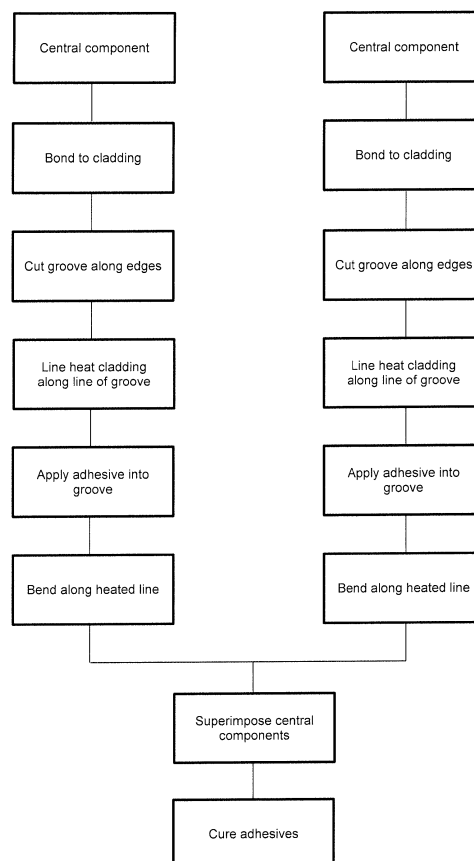 Central component
Bond to cladding
Cut groove along edges
Line heat cladding
along line of groove
Apply adhesive into
groove
Bend along heated line
Central component
Bond to cladding
Cut groove along edges
Line heat cladding
along line of groove
Apply adhesive into
groove
Bend along heated line
Superimpose central
components
Cure adhesives